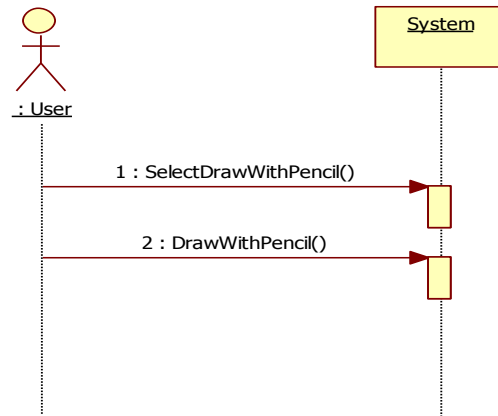 System
: User
1 : SelectDrawWithPencil()
2 : DrawWithPencil()